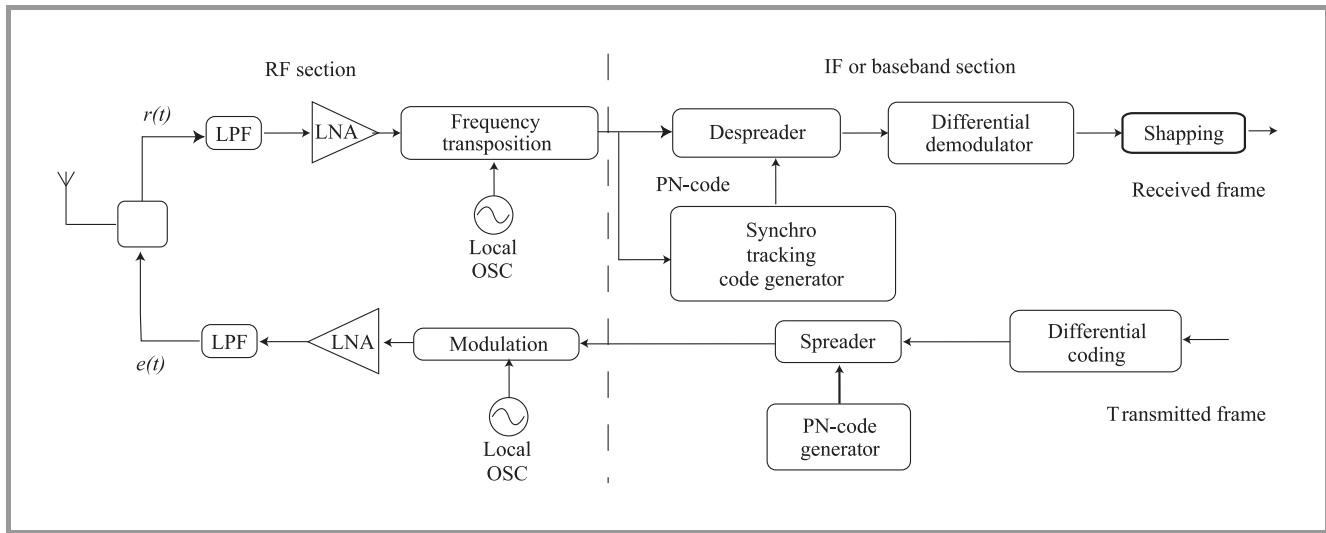 RF section
IF or baseband section
r(t)
LPF
LNA
Frequency
transposition
Despreader
Differential
demodulator
Shapping
PN-code
Received frame
Local
OSC
Synchro
tracking
code generator
e(t)
LPF
LNA
Modulation
Spreader
Differential
coding
Local
OSC
PN-code
generator
Transmitted frame